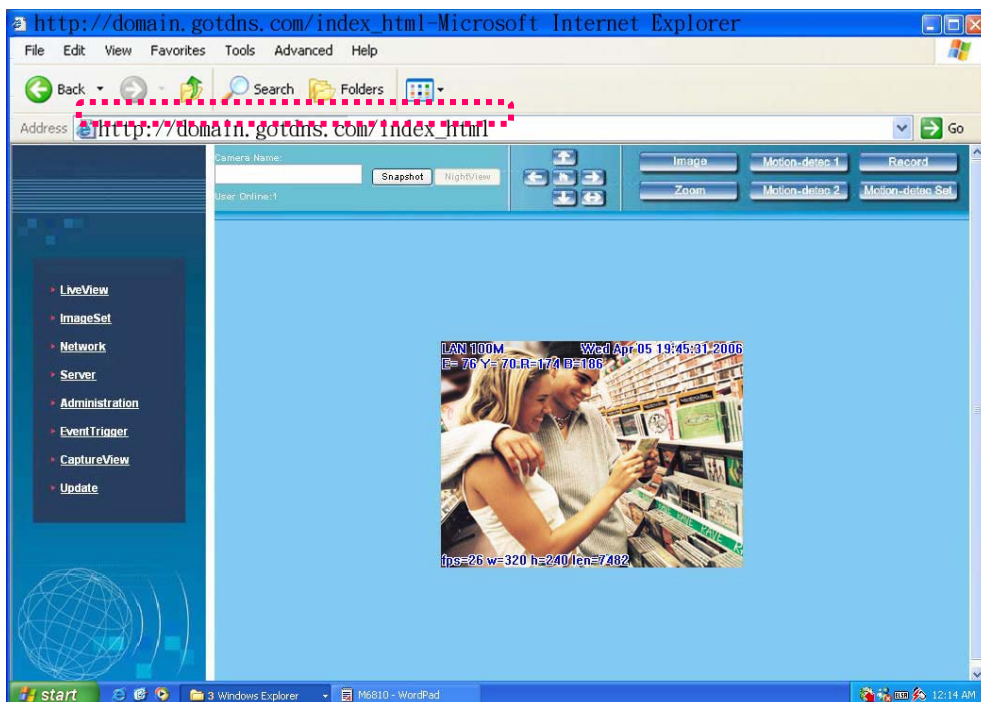 http://domain.gotdns.com/index_html-Microsoft Internet Explorer
File Edit View Favorites Tools Advanced Help
Back Search Folders
Address http://domain.gotdns.com/index_html Go
Camera Name:
Snapshot NightView
User Online:1
h
Image Motion-detec 1 Record
Zoom Motion-detec 2 Motion-detec Set
LiveView
ImageSet
Network
Server
Administration
EventTrigger
CaptureView
Update
LAN 100M Wed Apr 05 19:45:31 2006
E= 76 Y= 70 R=174 B=186
fps=26 w=320 h=240 len=7482
start 3 Windows Explorer M6810 - WordPad 12:14 AM